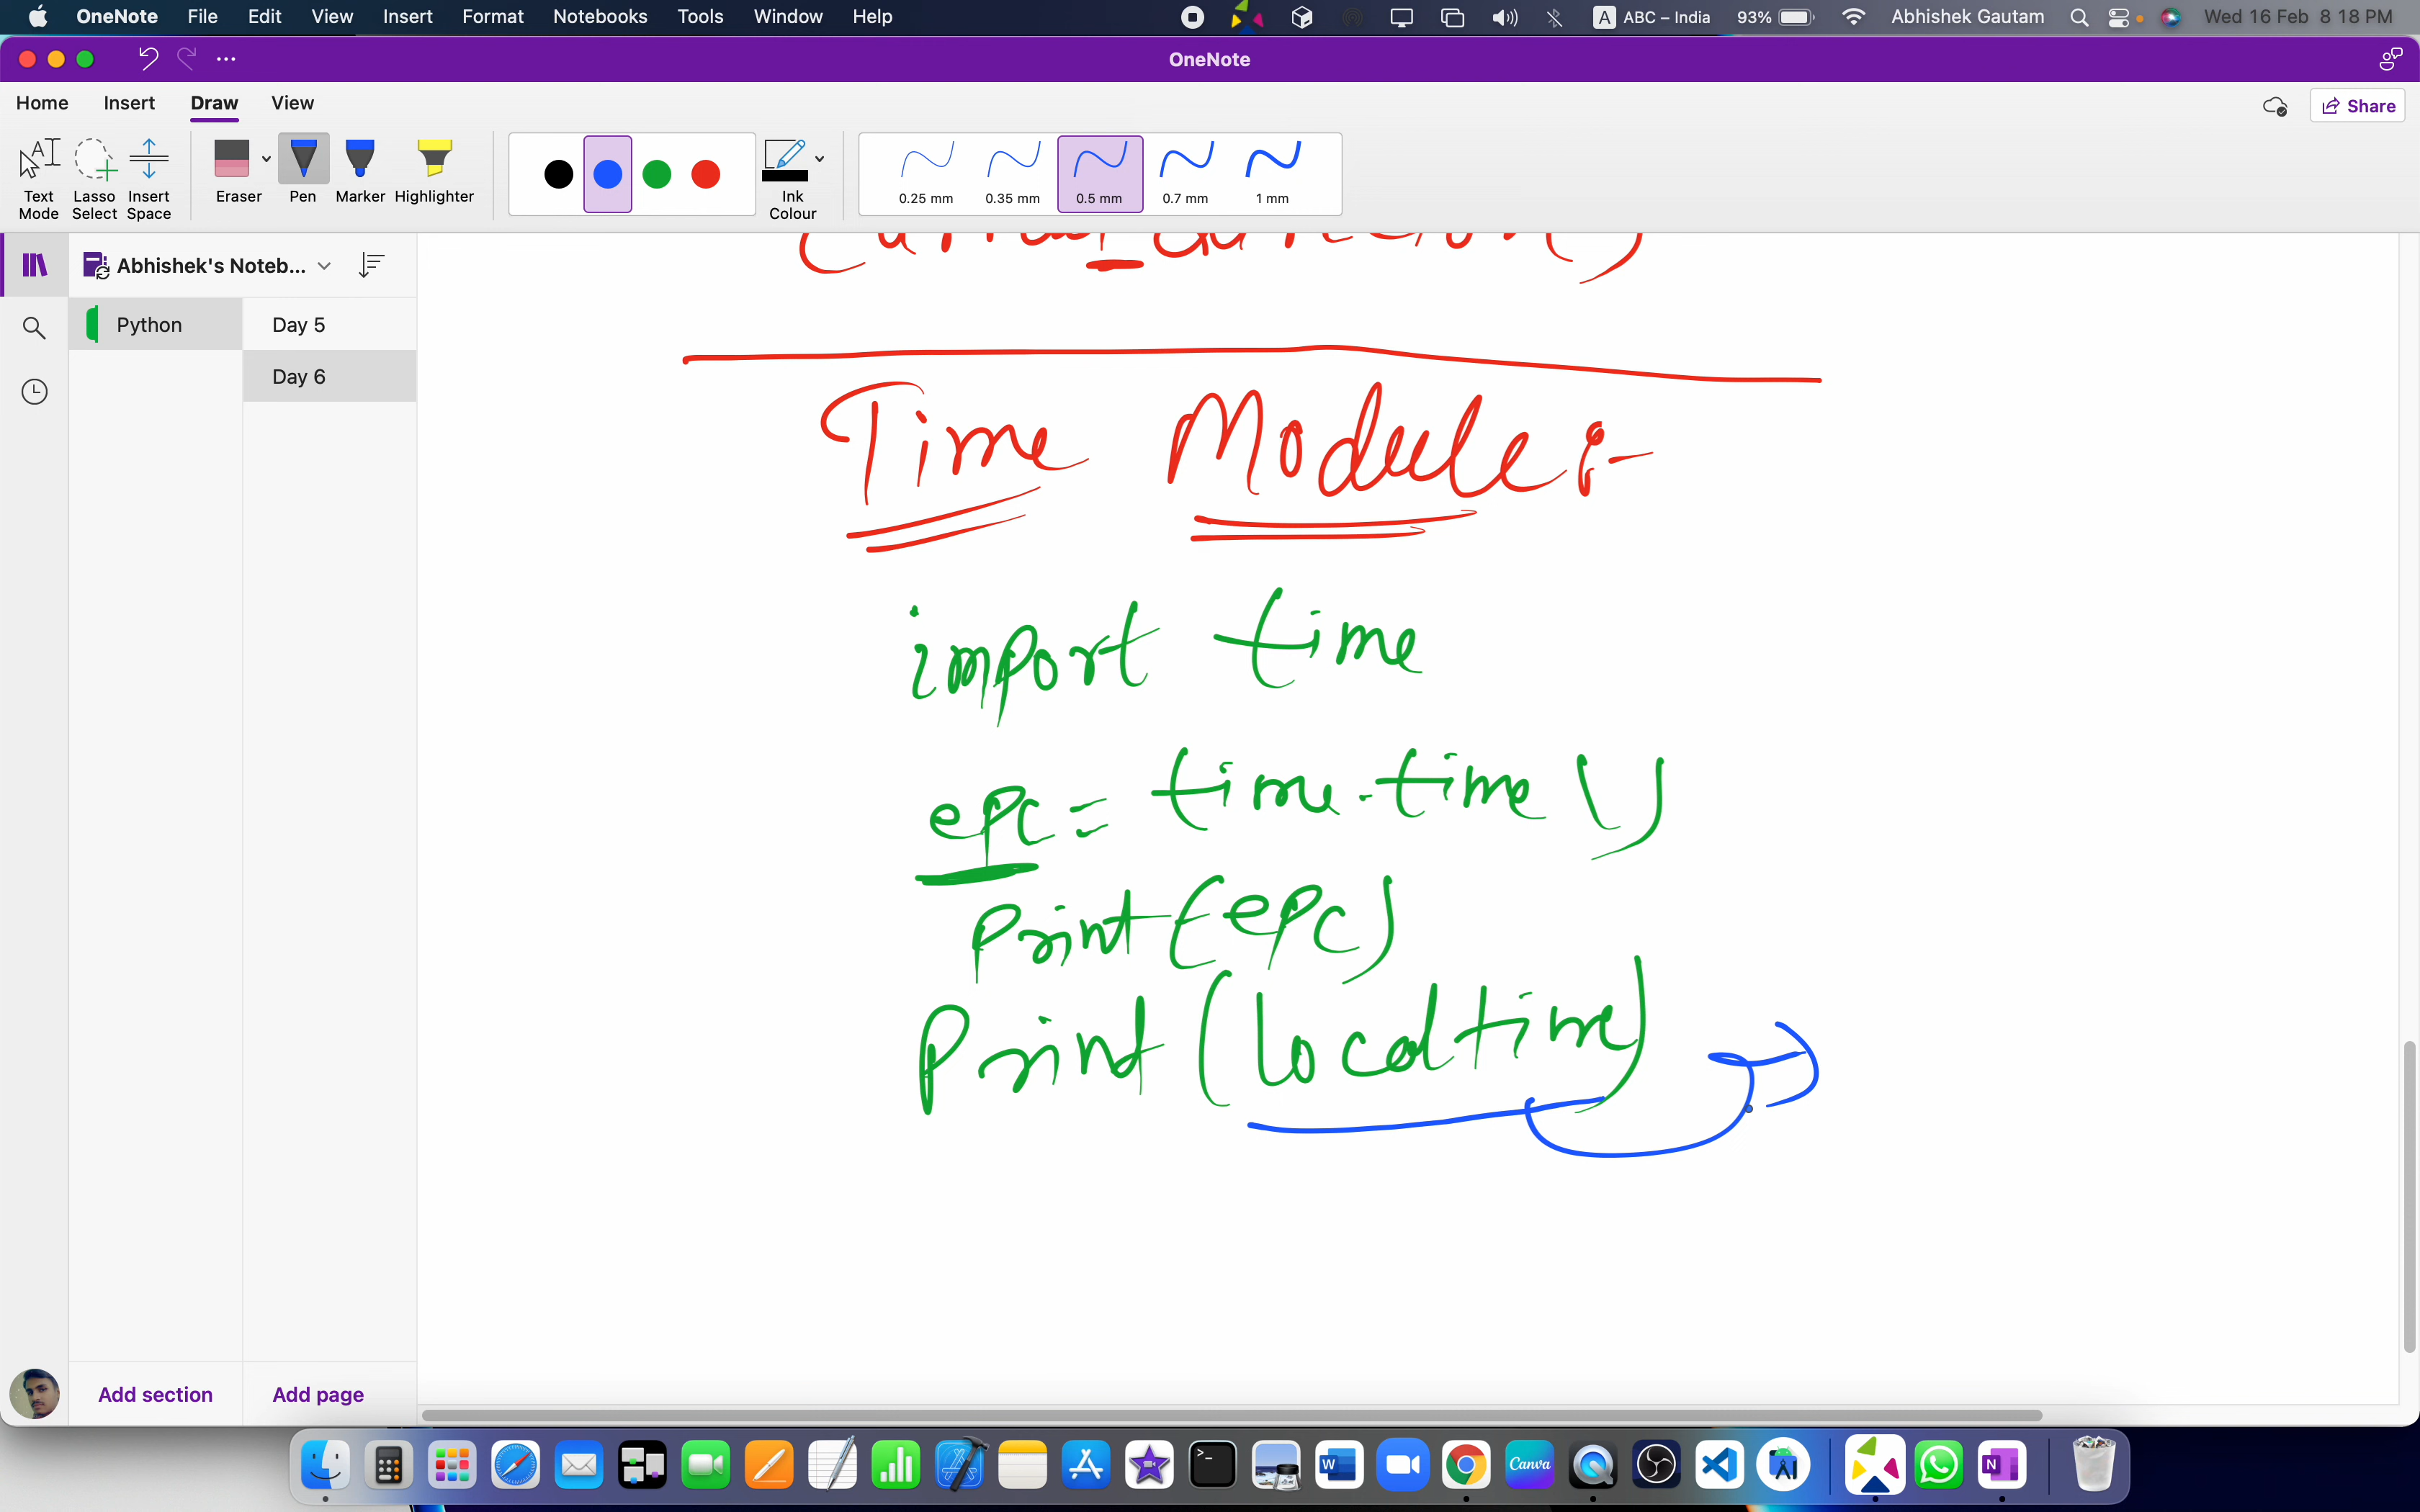 OneNote File Edit View Insert Format Notebooks Tools Window Help A ABC – India 93% Abhishek Gautam Wed 16 Feb 8 18 PM
OneNote
Home Insert Draw View Share
Text Mode Lasso Select Insert Space Eraser Pen Marker Highlighter Ink Colour 0.25 mm 0.35 mm 0.5 mm 0.7 mm 1 mm
Abhishek's Noteb...
Python Day 5
Day 6
Time Module:-
import time
epc = time.time()
Print(epc)
Print(localtime)
Add section Add page
W Canva N